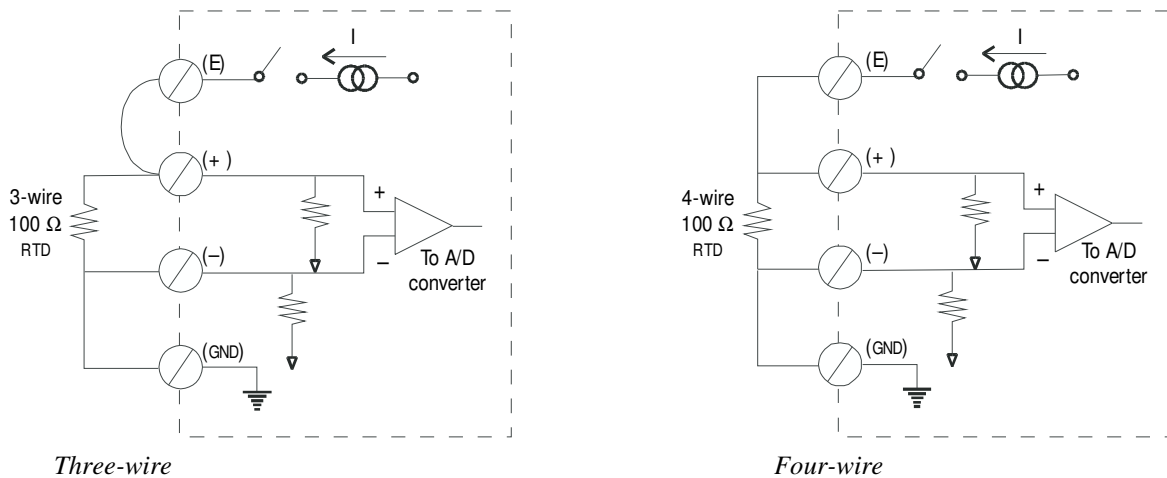 I
(E)
(+)
3-wire
100 Ω
RTD
+
−
(−)
To A/D
converter
(GND)
Three-wire
I
(E)
(+)
4-wire
100 Ω
RTD
+
−
(−)
To A/D
converter
(GND)
Four-wire